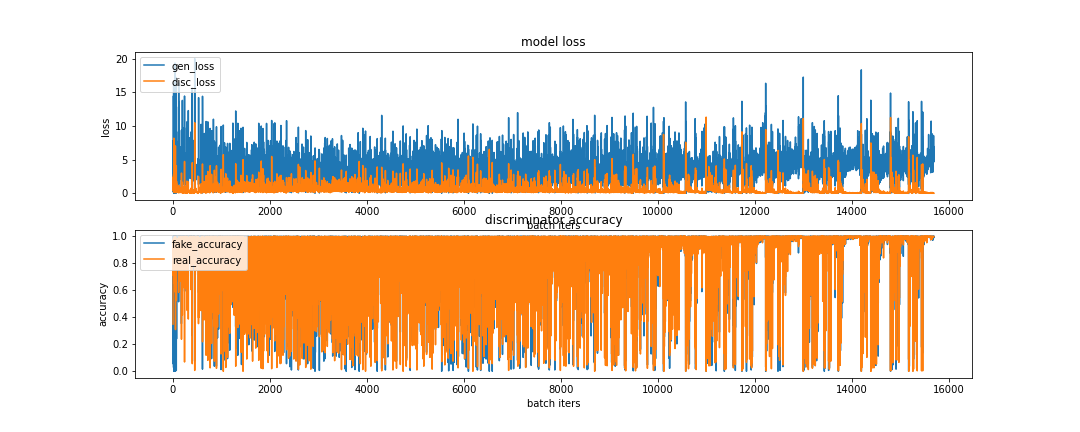 model loss
20
15
10
5
0
loss
gen_loss
disc_loss
0 2000 4000 6000 8000 10000 12000 14000 16000
batch iters
discriminator accuracy
1.0
0.8
0.6
0.4
0.2
0.0
accuracy
fake_accuracy
real_accuracy
0 2000 4000 6000 8000 10000 12000 14000 16000
batch iters